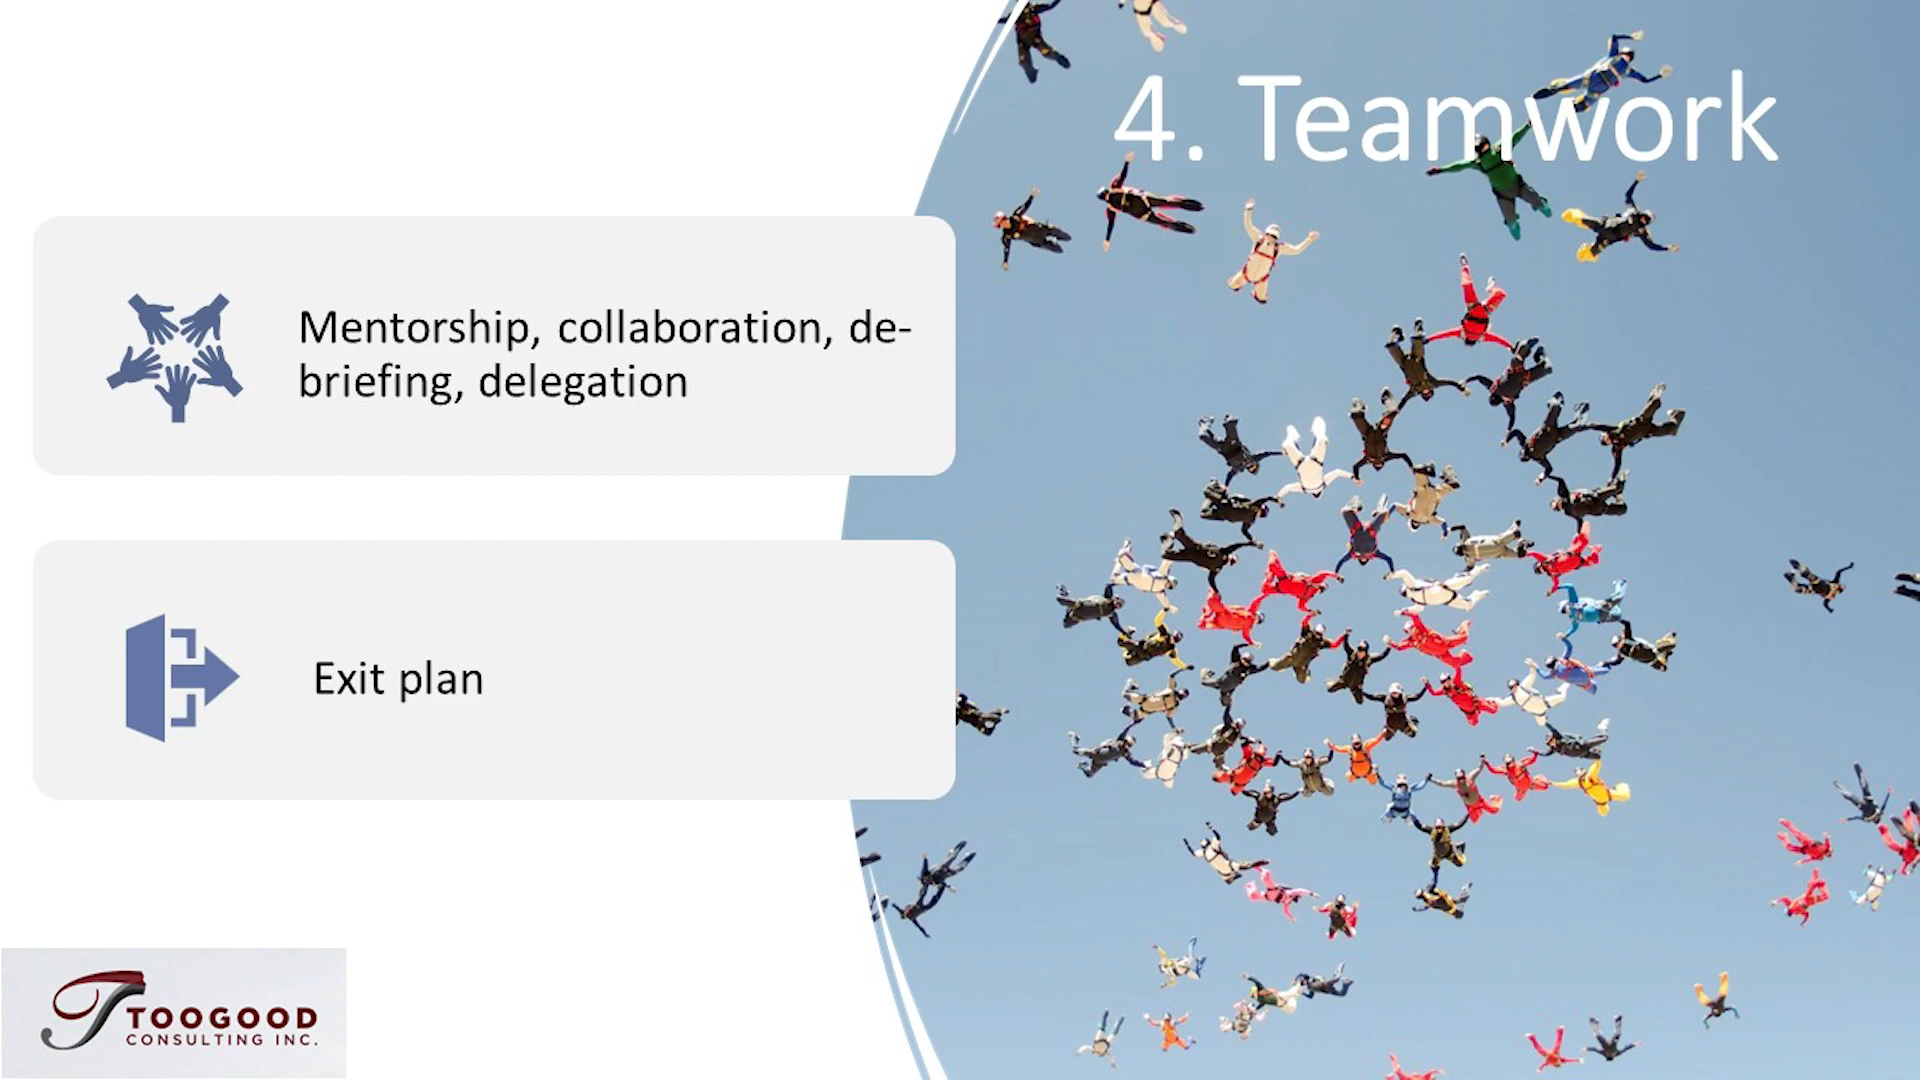 4. Teamwork
Mentorship, collaboration, de-
briefing, delegation
Exit plan
TOOGOOD
CONSULTING INC.